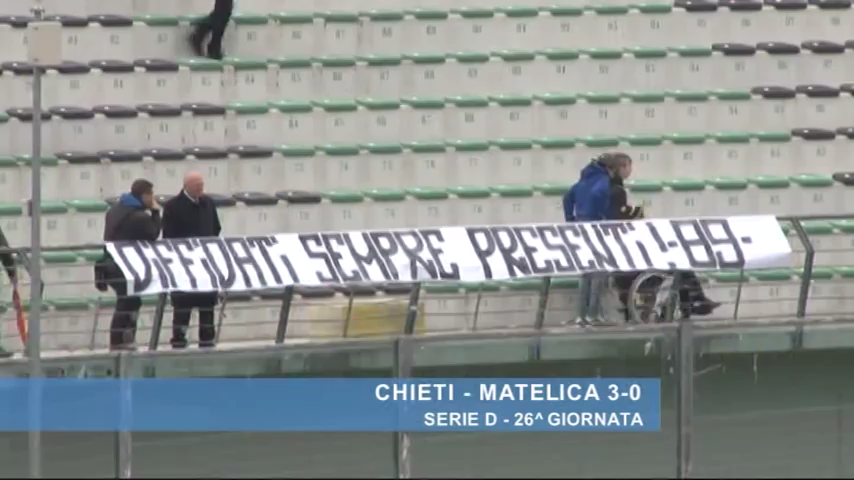 DIFFIDATI SEMPRE PRESENTI !-89-
CHIETI - MATELICA 3-0
SERIE D - 26^ GIORNATA